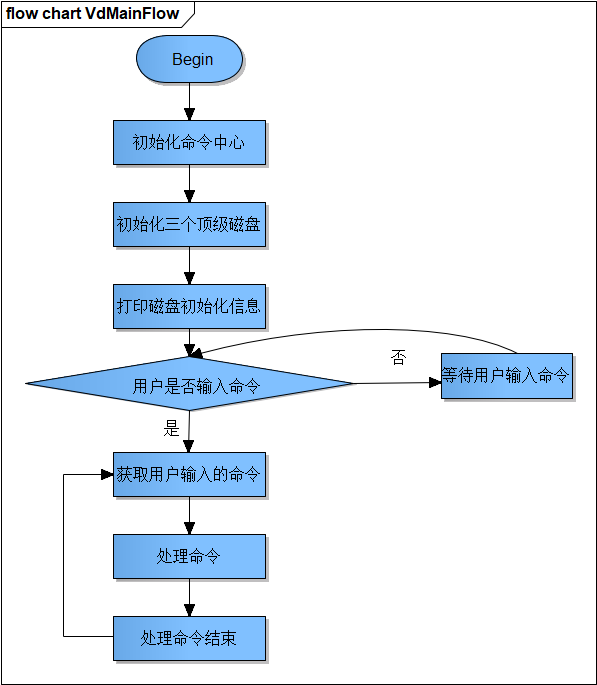 flow chart VdMainFlow
Begin
初始化命令中心
初始化三个顶级磁盘
打印磁盘初始化信息
否
用户是否输入命令
等待用户输入命令
是
获取用户输入的命令
处理命令
处理命令结束